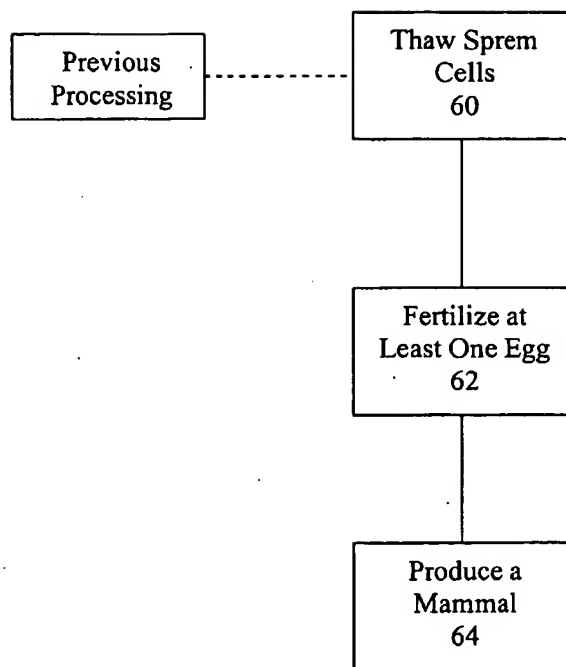 Previous
Processing
Thaw Sprem
Cells
60
Fertilize at
Least One Egg
62
Produce a
Mammal
64